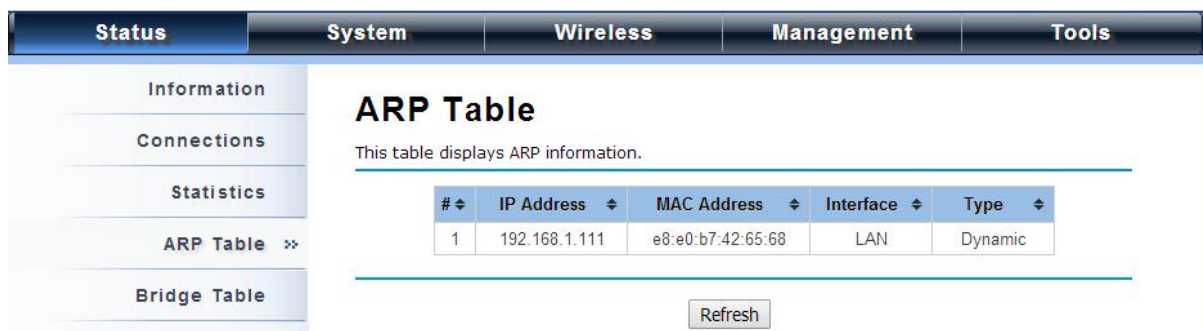 Status System Wireless Management Tools
Information
Connections
Statistics
ARP Table »
Bridge Table
ARP Table
This table displays ARP information.
# IP Address MAC Address Interface Type
1 192.168.1.111 e8:e0:b7:42:65:68 LAN Dynamic
Refresh